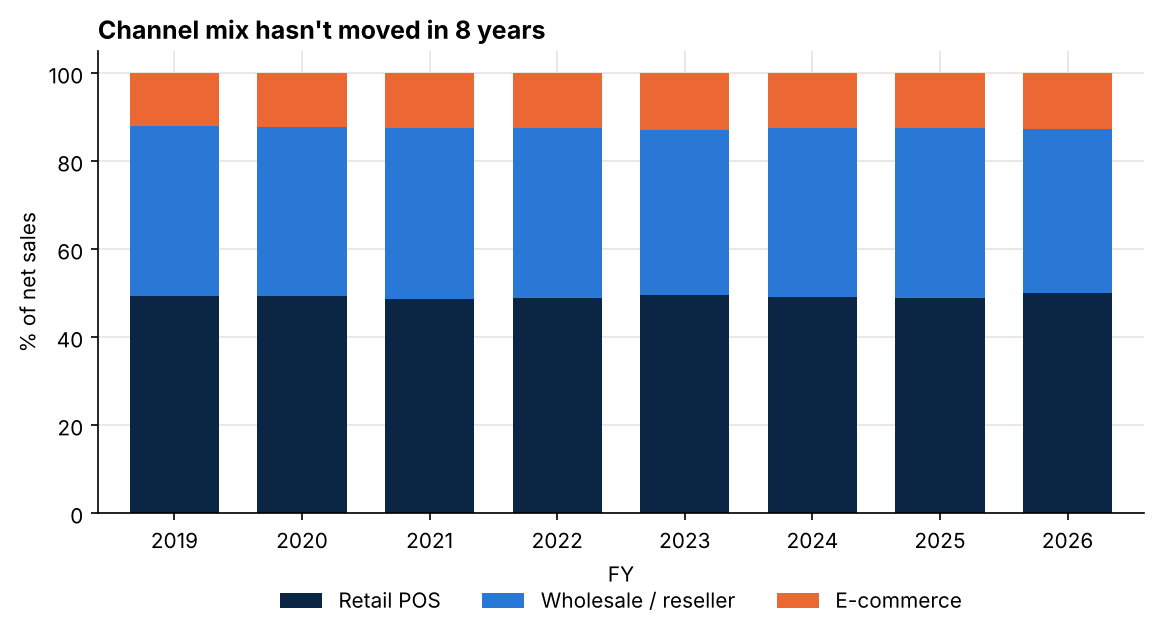 Channel mix hasn't moved in 8 years
% of net sales
100
80
60
40
20
0
2019 2020 2021 2022 2023 2024 2025 2026
FY
Retail POS Wholesale / reseller E-commerce